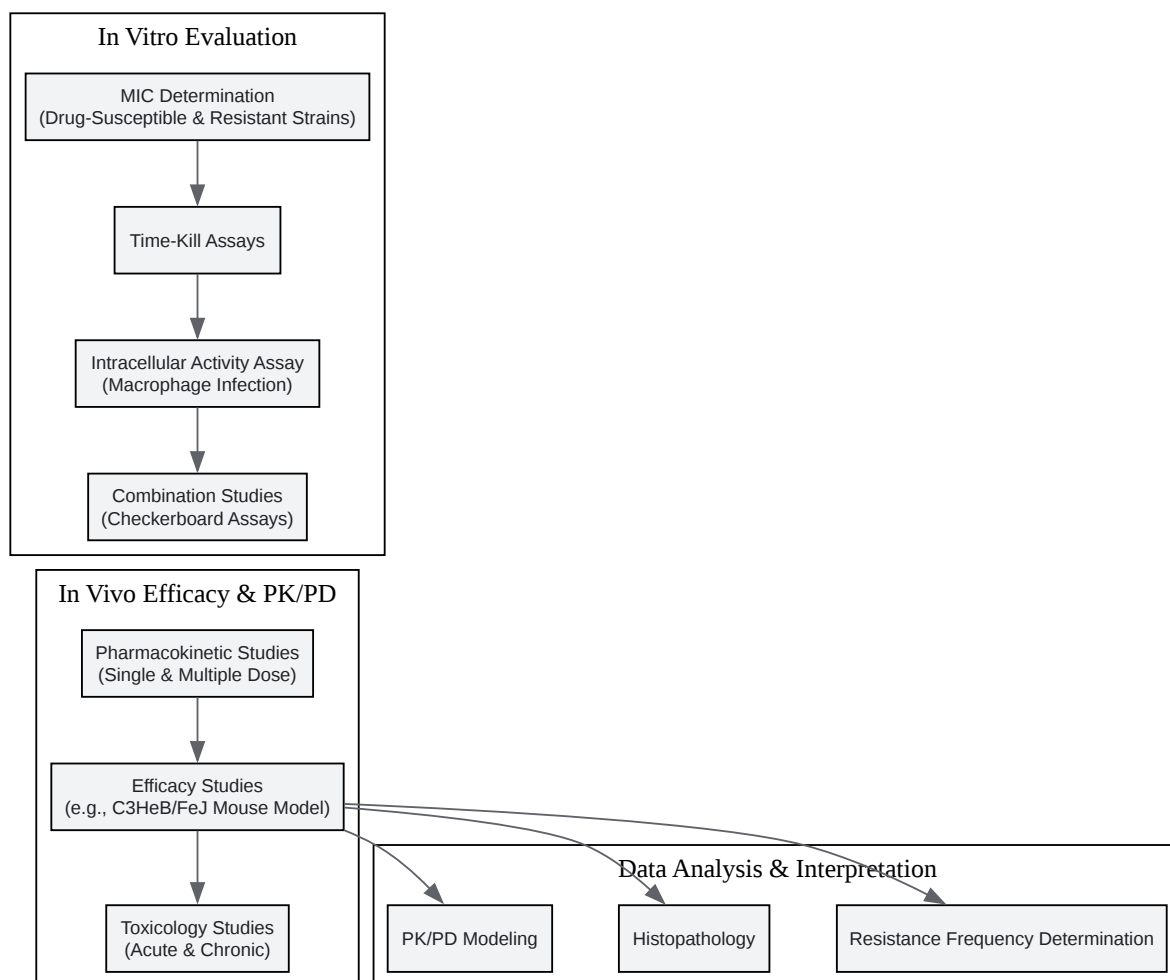 In Vitro Evaluation
MIC Determination
(Drug-Susceptible & Resistant Strains)
Time-Kill Assays
Intracellular Activity Assay
(Macrophage Infection)
Combination Studies
(Checkerboard Assays)
In Vivo Efficacy & PK/PD
Pharmacokinetic Studies
(Single & Multiple Dose)
Efficacy Studies
(e.g., C3HeB/FeJ Mouse Model)
Toxicology Studies
(Acute & Chronic)
Data Analysis & Interpretation
PK/PD Modeling
Histopathology
Resistance Frequency Determination